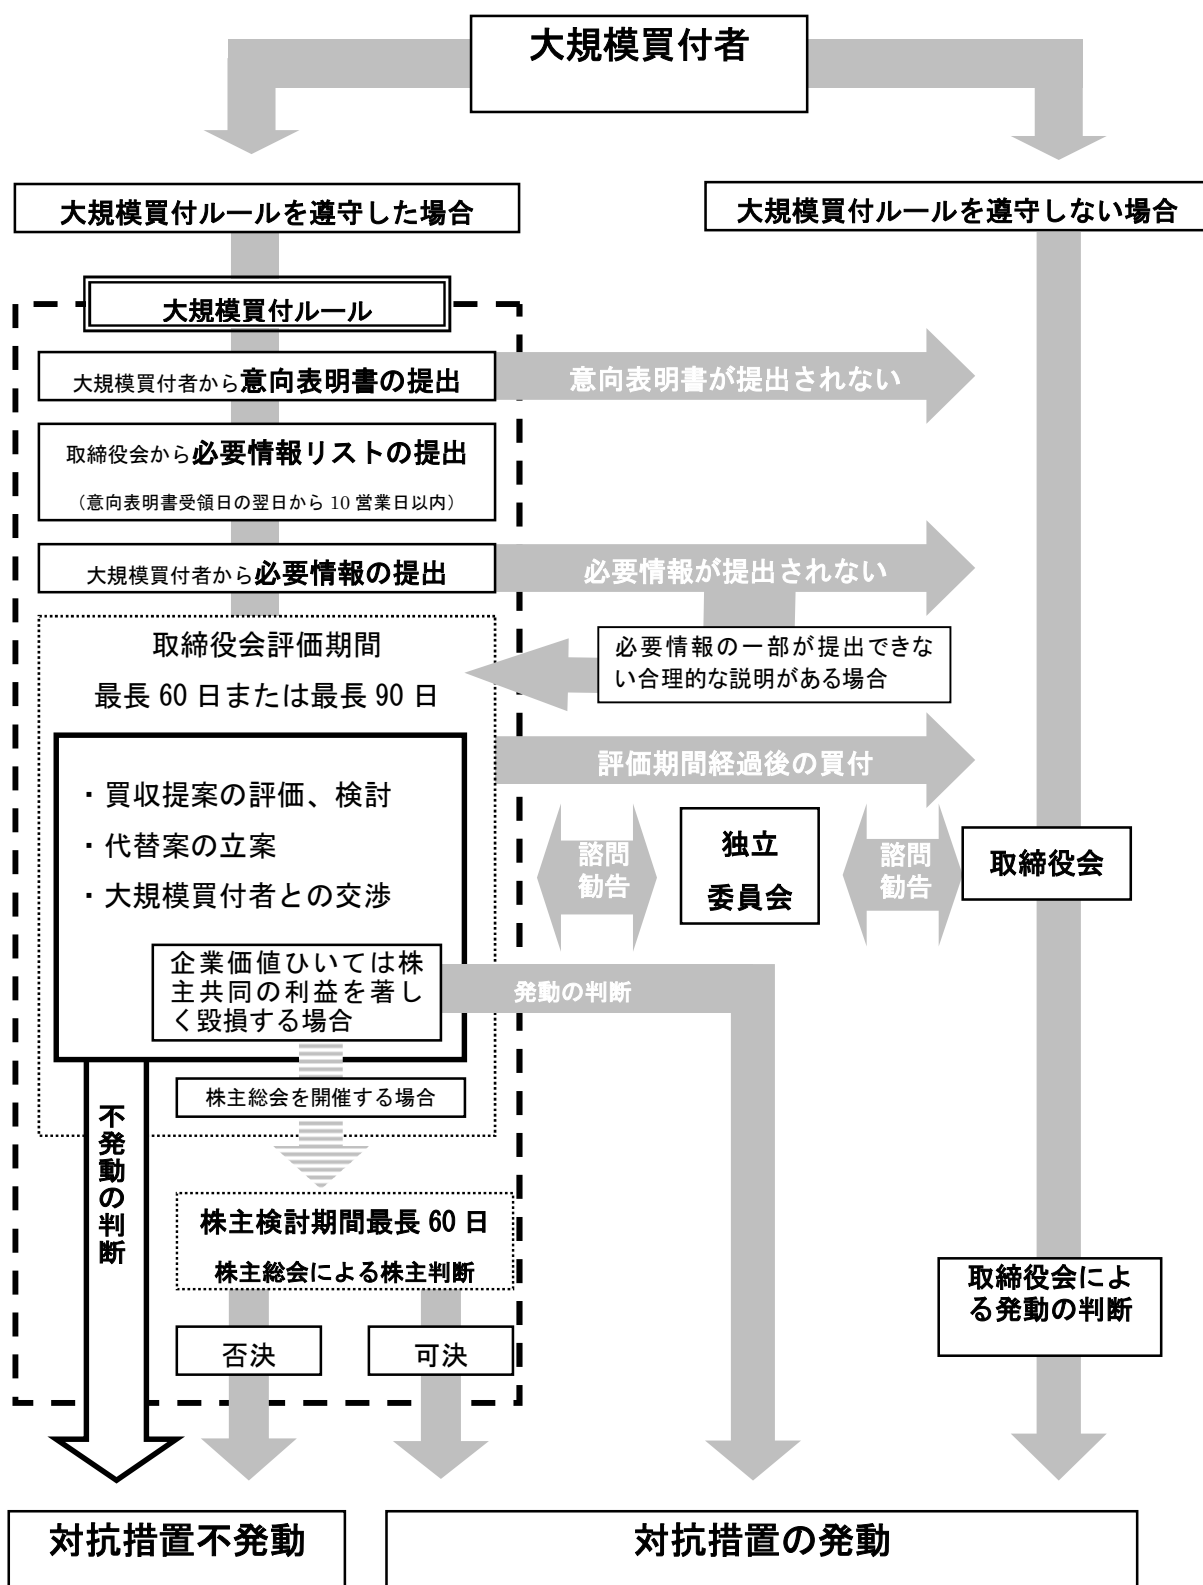 大規模買付者
大規模買付ルールを遵守した場合
大規模買付ルールを遵守しない場合
大規模買付ルール
大規模買付者から意向表明書の提出
意向表明書が提出されない
取締役会から必要情報リストの提出
（意向表明書受領日の翌日から 10 営業日以内）
大規模買付者から必要情報の提出
必要情報が提出されない
必要情報の一部が提出できな
い合理的な説明がある場合
取締役会評価期間
最長 60 日または最長 90 日
評価期間経過後の買付
・買収提案の評価、検討
・代替案の立案
・大規模買付者との交渉
諮問
勧告
独立
委員会
諮問
勧告
取締役会
企業価値ひいては株
主共同の利益を著し
く毀損する場合
発動の判断
株主総会を開催する場合
不発動の判断
株主検討期間最長 60 日
株主総会による株主判断
取締役会によ
る発動の判断
否決
可決
対抗措置不発動
対抗措置の発動